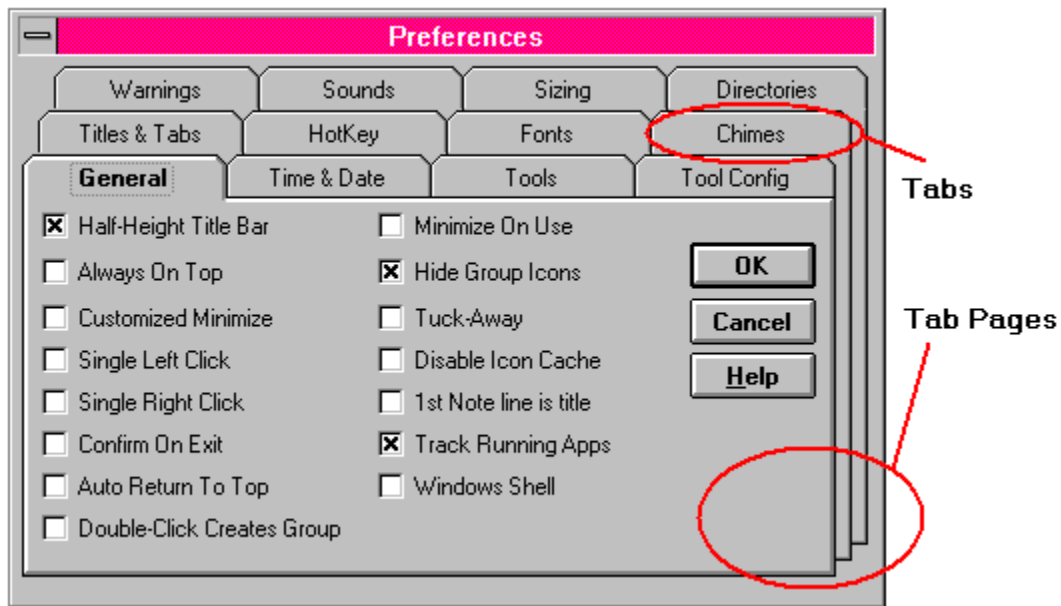 Preferences
Warnings Sounds Sizing Directories
Titles & Tabs HotKey Fonts Chimes
General Time & Date Tools Tool Config
Tabs
Half-Height Title Bar
Always On Top
Customized Minimize
Single Left Click
Single Right Click
Confirm On Exit
Auto Return To Top
Double-Click Creates Group
Minimize On Use
Hide Group Icons
Tuck-Away
Disable Icon Cache
1st Note line is title
Track Running Apps
Windows Shell
OK
Cancel
Help
Tab Pages